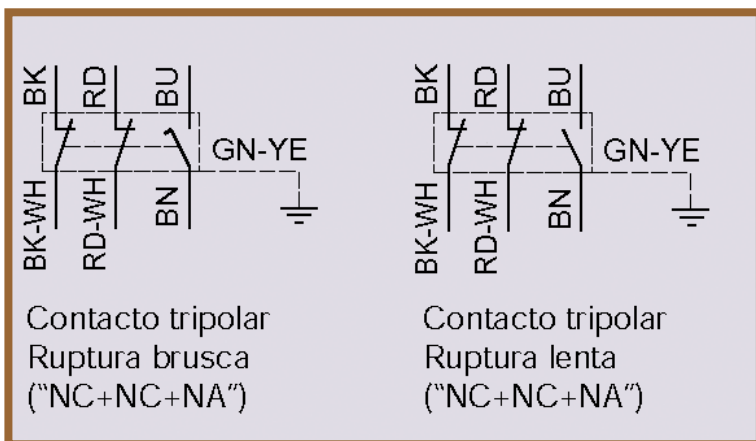 BK RD BU
GN-YE
BK-WH RD-WH BN
Contacto tripolar
Ruptura brusca
("NC+NC+NA")
BK RD BU
GN-YE
BK-WH RD-WH BN
Contacto tripolar
Ruptura lenta
("NC+NC+NA")